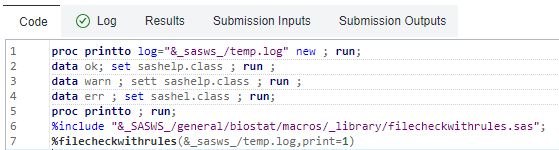 Code Log Results Submission Inputs Submission Outputs
1 proc printto log="&_sasws_/temp.log" new ; run;
2 data ok; set sashelp.class ; run ;
3 data warn ; sett sashelp.class ; run ;
4 data err ; set sashel.class ; run;
5 proc printto ; run;
6 %include "&_SASWS_/general/biostat/macros/_library/filecheckwithrules.sas";
7 %filecheckwithrules(&_sasws_/temp.log,print=1)